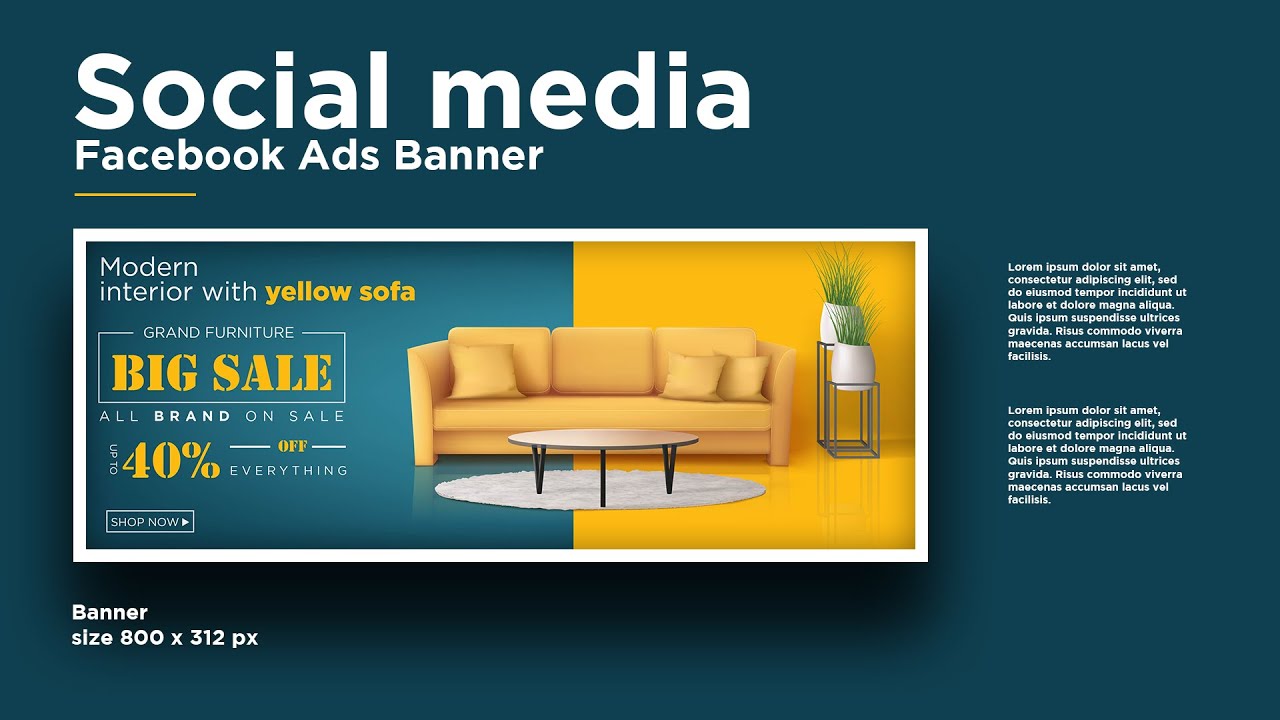 Social media
Facebook Ads Banner
Modern
interior with yellow sofa
GRAND FURNITURE
BIG SALE
ALL BRAND ON SALE
UP TO
40%
OFF
EVERYTHING
SHOP NOW
Banner
size 800 x 312 px
Lorem ipsum dolor sit amet,
consectetur adipiscing elit, sed
do eiusmod tempor incididunt ut
labore et dolore magna aliqua.
Quis ipsum suspendisse ultrices
gravida. Risus commodo viverra
maecenas accumsan lacus vel
facilisis.
Lorem ipsum dolor sit amet,
consectetur adipiscing elit, sed
do eiusmod tempor incididunt ut
labore et dolore magna aliqua.
Quis ipsum suspendisse ultrices
gravida. Risus commodo viverra
maecenas accumsan lacus vel
facilisis.